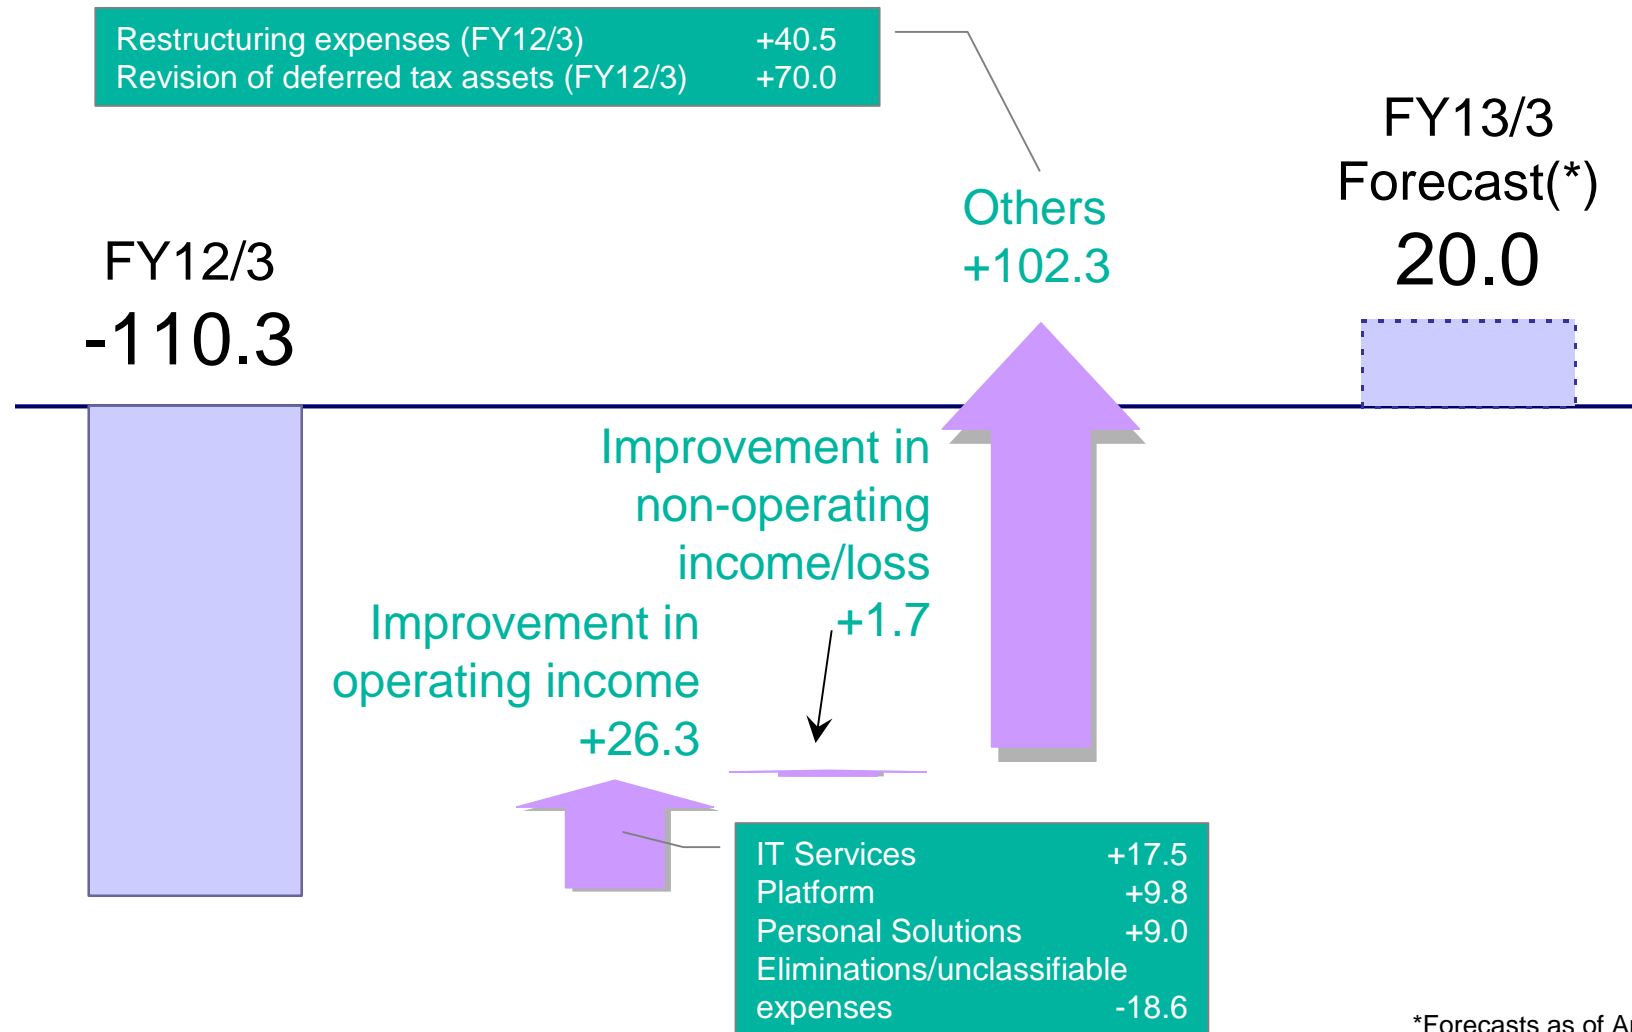 Restructuring expenses (FY12/3) +40.5
Revision of deferred tax assets (FY12/3) +70.0
FY13/3
Forecast(*)
20.0
Others
+102.3
FY12/3
-110.3
Improvement in
non-operating
income/loss
+1.7
Improvement in
operating income
+26.3
IT Services +17.5
Platform +9.8
Personal Solutions +9.0
Eliminations/unclassifiable
expenses -18.6
*Forecasts as of